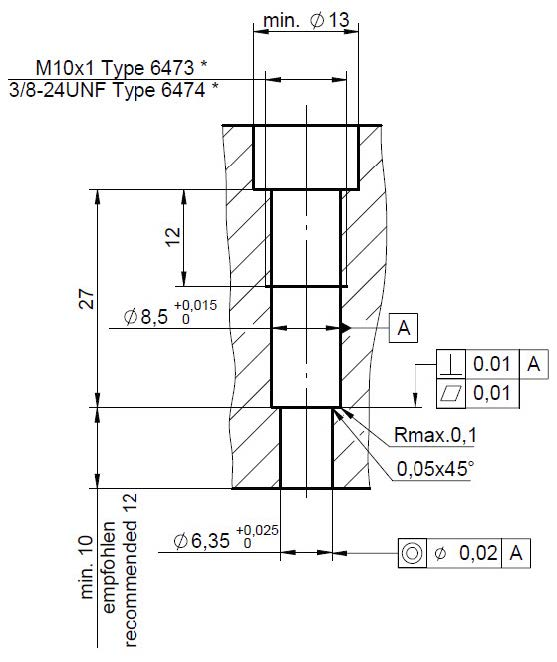 min. ∅13
M10x1 Type 6473 *
3/8-24UNF Type 6474 *
12
27
∅8,5 +0,015 0
A
⊥ 0.01 A
▱ 0,01
Rmax.0,1
0,05x45°
∅6,35 +0,025 0
◎ ⌀ 0,02 A
min. 10
empfohlen
recommended 12